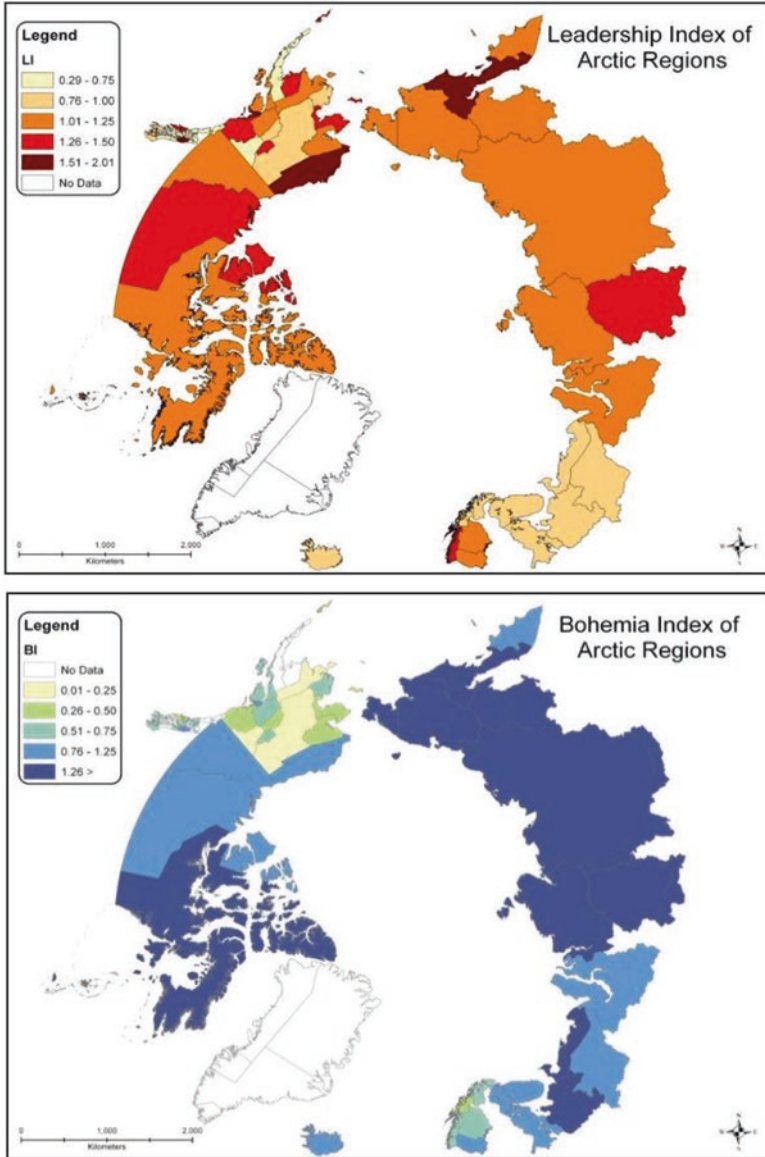 Legend
LI
0.29 - 0.75
0.76 - 1.00
1.01 - 1.25
1.26 - 1.50
1.51 - 2.01
No Data
Leadership Index of
Arctic Regions
0
1,000
2,000
Kilometers
N
W
E
S
Legend
BI
No Data
0.01 - 0.25
0.26 - 0.50
0.51 - 0.75
0.76 - 1.25
1.26 >
Bohemia Index of
Arctic Regions
0
1,000
2,000
Kilometers
N
W
E
S